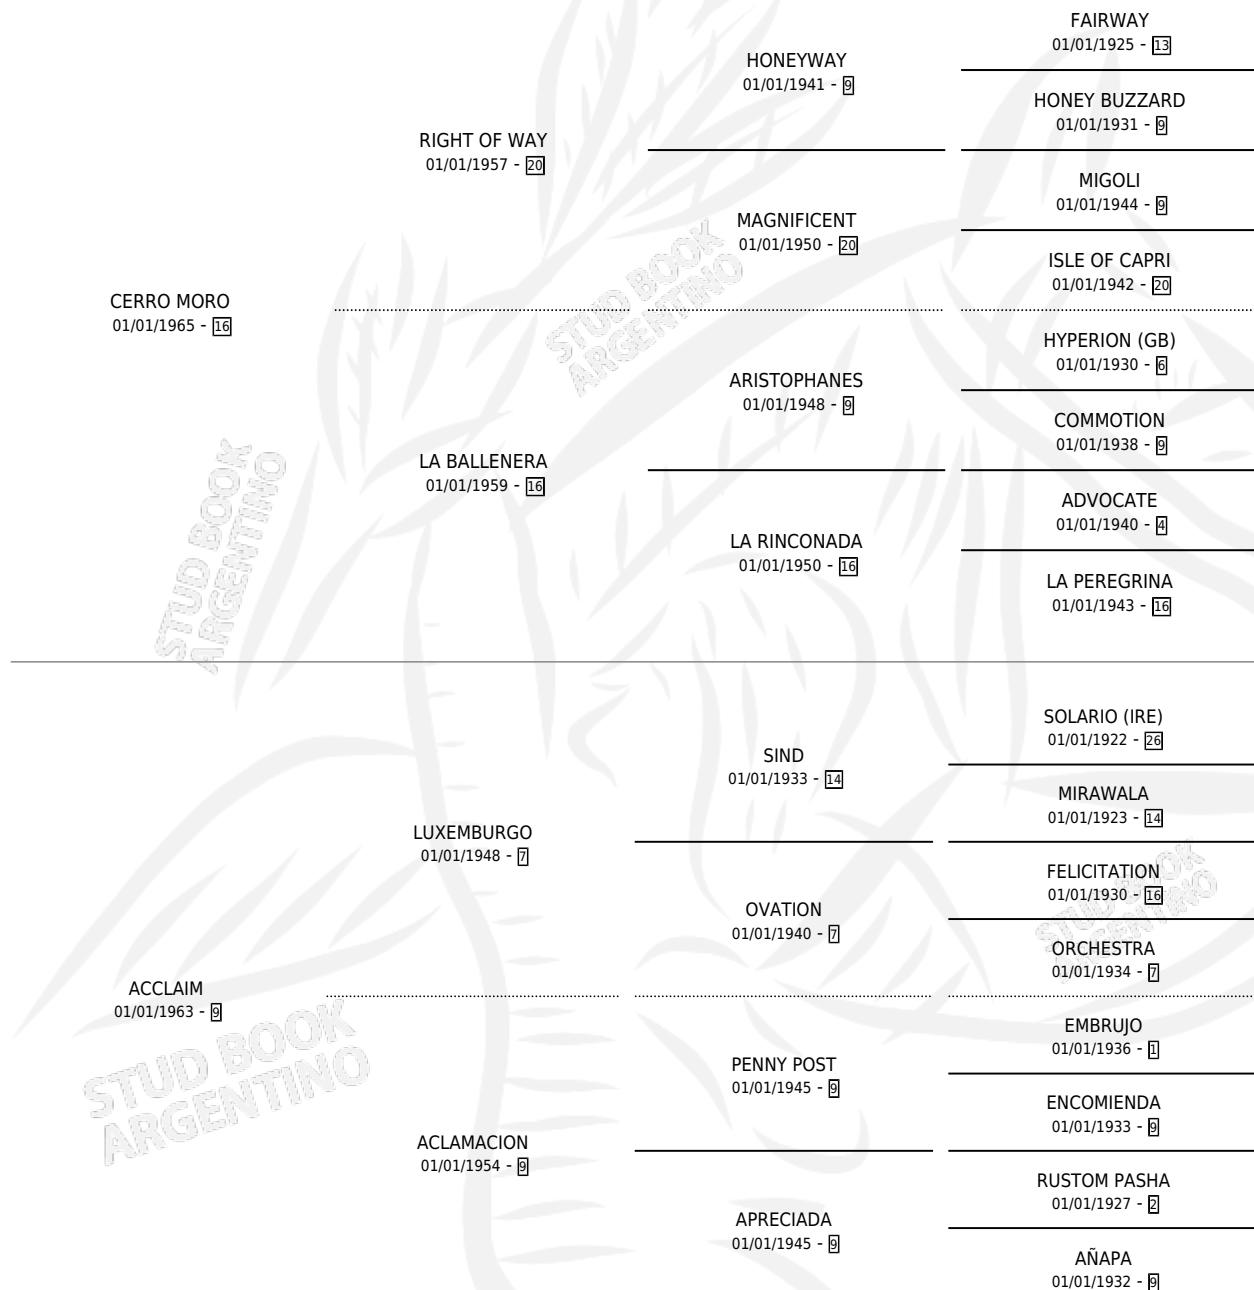 FAIRWAY
01/01/1925 - 13
HONEYWAY
01/01/1941 - 9
HONEY BUZZARD
01/01/1931 - 9
RIGHT OF WAY
01/01/1957 - 20
MIGOLI
01/01/1944 - 9
MAGNIFICENT
01/01/1950 - 20
ISLE OF CAPRI
01/01/1942 - 20
CERRO MORO
01/01/1965 - 16
HYPERION (GB)
01/01/1930 - 6
ARISTOPHANES
01/01/1948 - 9
COMMOTION
01/01/1938 - 9
LA BALLENERA
01/01/1959 - 16
ADVOCATE
01/01/1940 - 4
LA RINCONADA
01/01/1950 - 16
LA PEREGRINA
01/01/1943 - 16
SOLARIO (IRE)
01/01/1922 - 26
SIND
01/01/1933 - 14
MIRAWALA
01/01/1923 - 14
LUXEMBURGO
01/01/1948 - 7
FELICITATION
01/01/1930 - 16
OVATION
01/01/1940 - 7
ORCHESTRA
01/01/1934 - 7
ACCLAIM
01/01/1963 - 9
EMBRUJO
01/01/1936 - 1
PENNY POST
01/01/1945 - 9
ENCOMIENDA
01/01/1933 - 9
ACLAMACION
01/01/1954 - 9
RUSTOM PASHA
01/01/1927 - 2
APRECIADA
01/01/1945 - 9
AÑAPA
01/01/1932 - 9
STUD BOOK
ARGENTINO
STUD BOOK
ARGENTINO
STUD BOOK
ARGENTINO
STUD BOOK
ARGENTINO